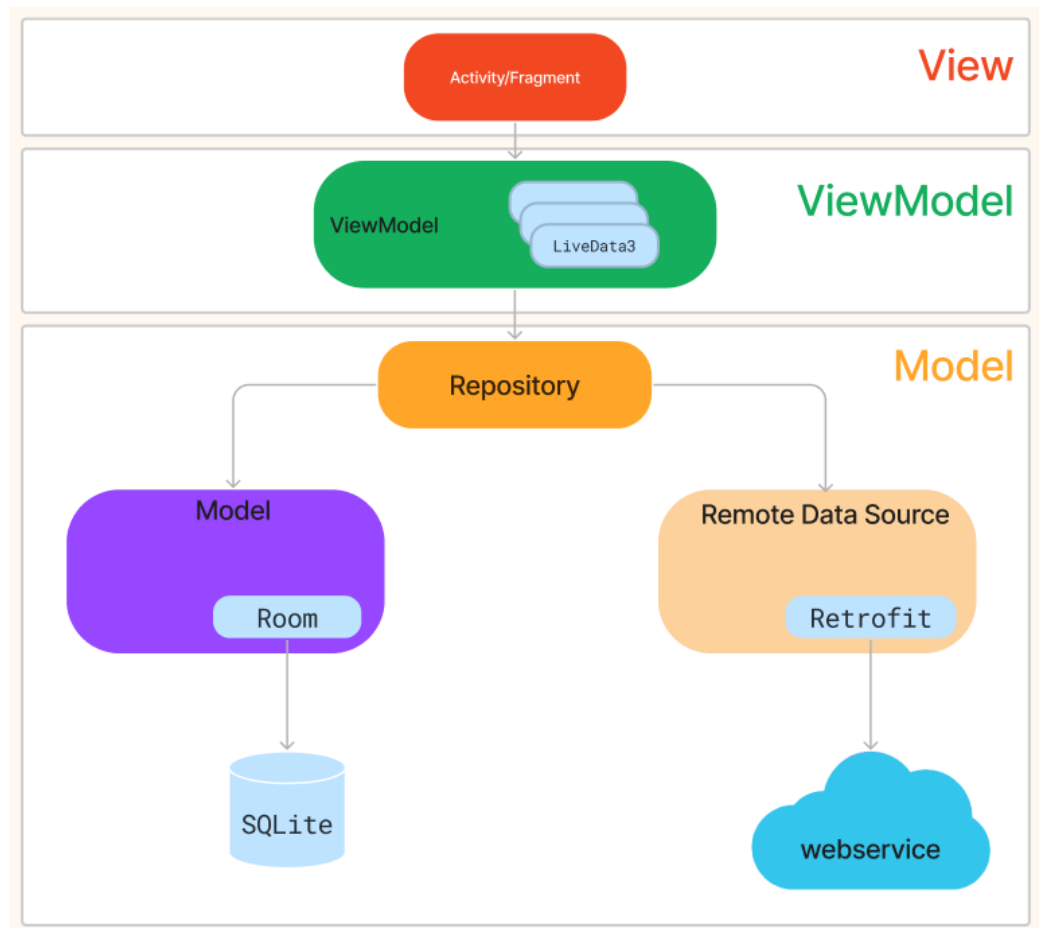 View
Activity/Fragment
ViewModel
ViewModel
LiveData3
Model
Repository
Model
Remote Data Source
Room
Retrofit
SQLite
webservice